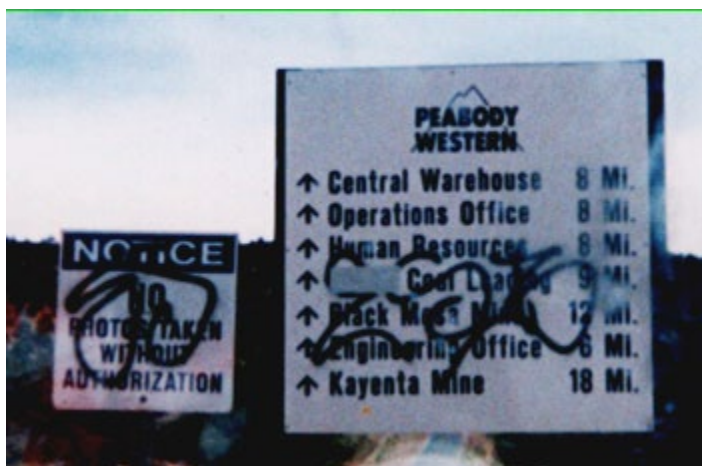 NOTICE
NO
PHOTOS TAKEN
WITHOUT
AUTHORIZATION
PEABODY
WESTERN
↑ Central Warehouse 8 Mi.
↑ Operations Office 8 Mi.
↑ Human Resources 8 Mi.
↑ Coal Loading 9 Mi.
↑ Black Mesa 12 Mi.
↑ Engineering Office 6 Mi.
↑ Kayenta Mine 18 Mi.